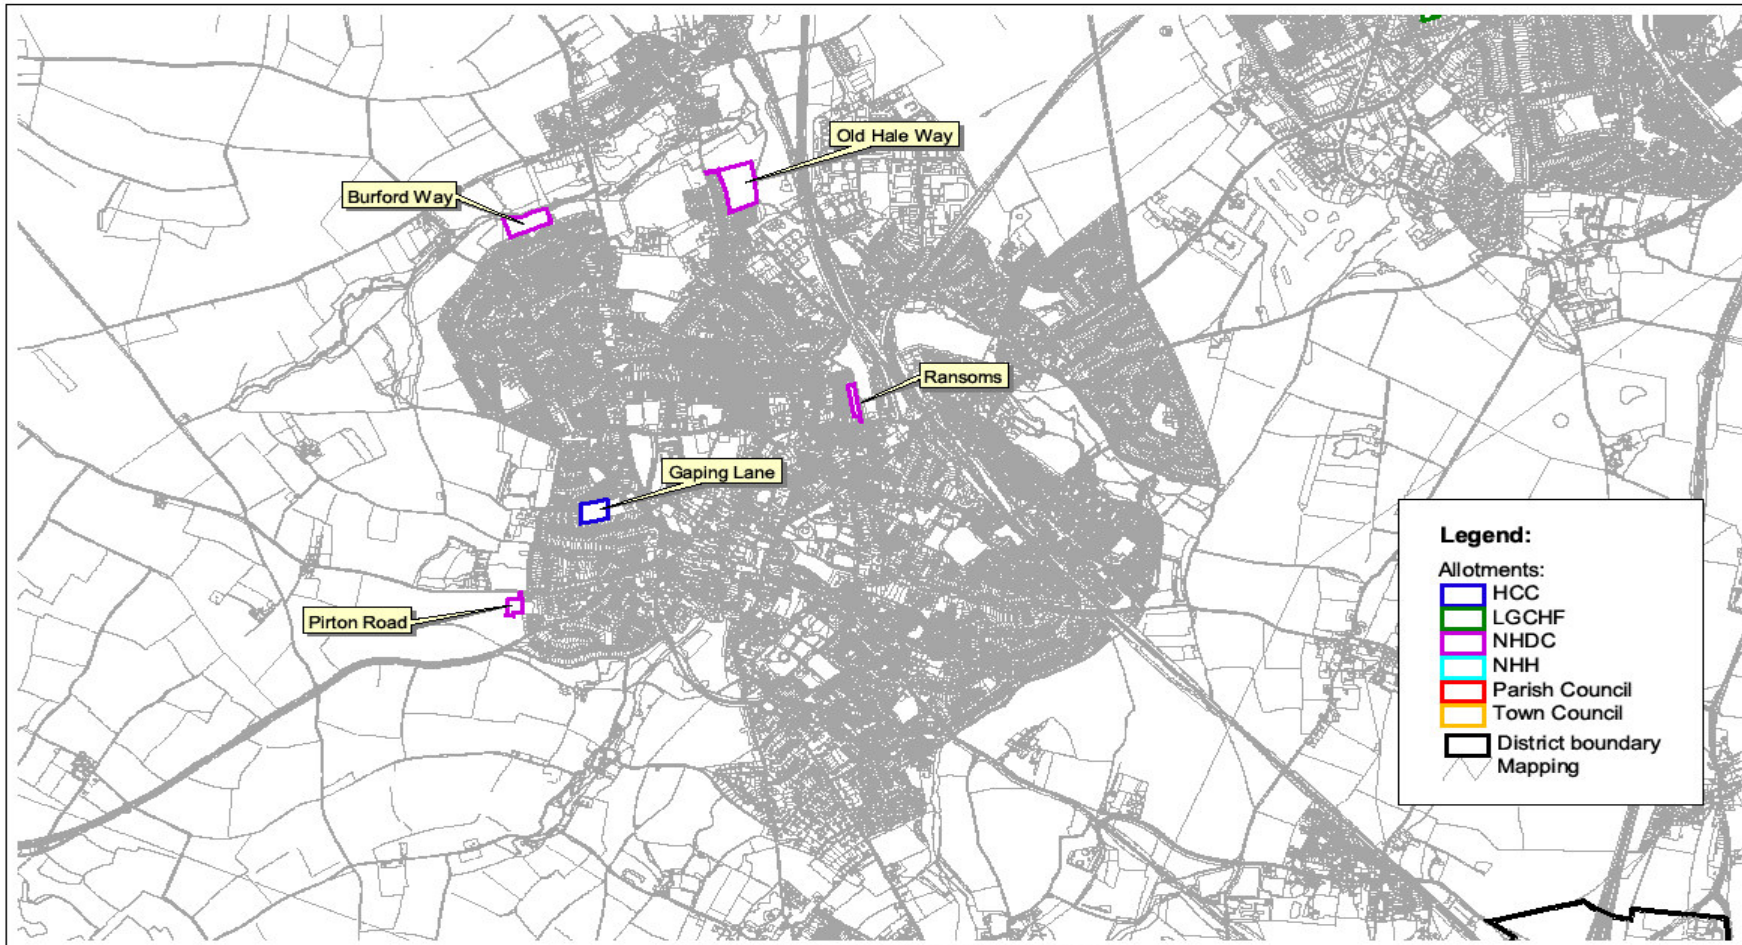 Old Hale Way
Burford Way
Ransoms
Gaping Lane
Pirton Road
Legend:
Allotments:
HCC
LGCHF
NHDC
NHH
Parish Council
Town Council
District boundary
Mapping